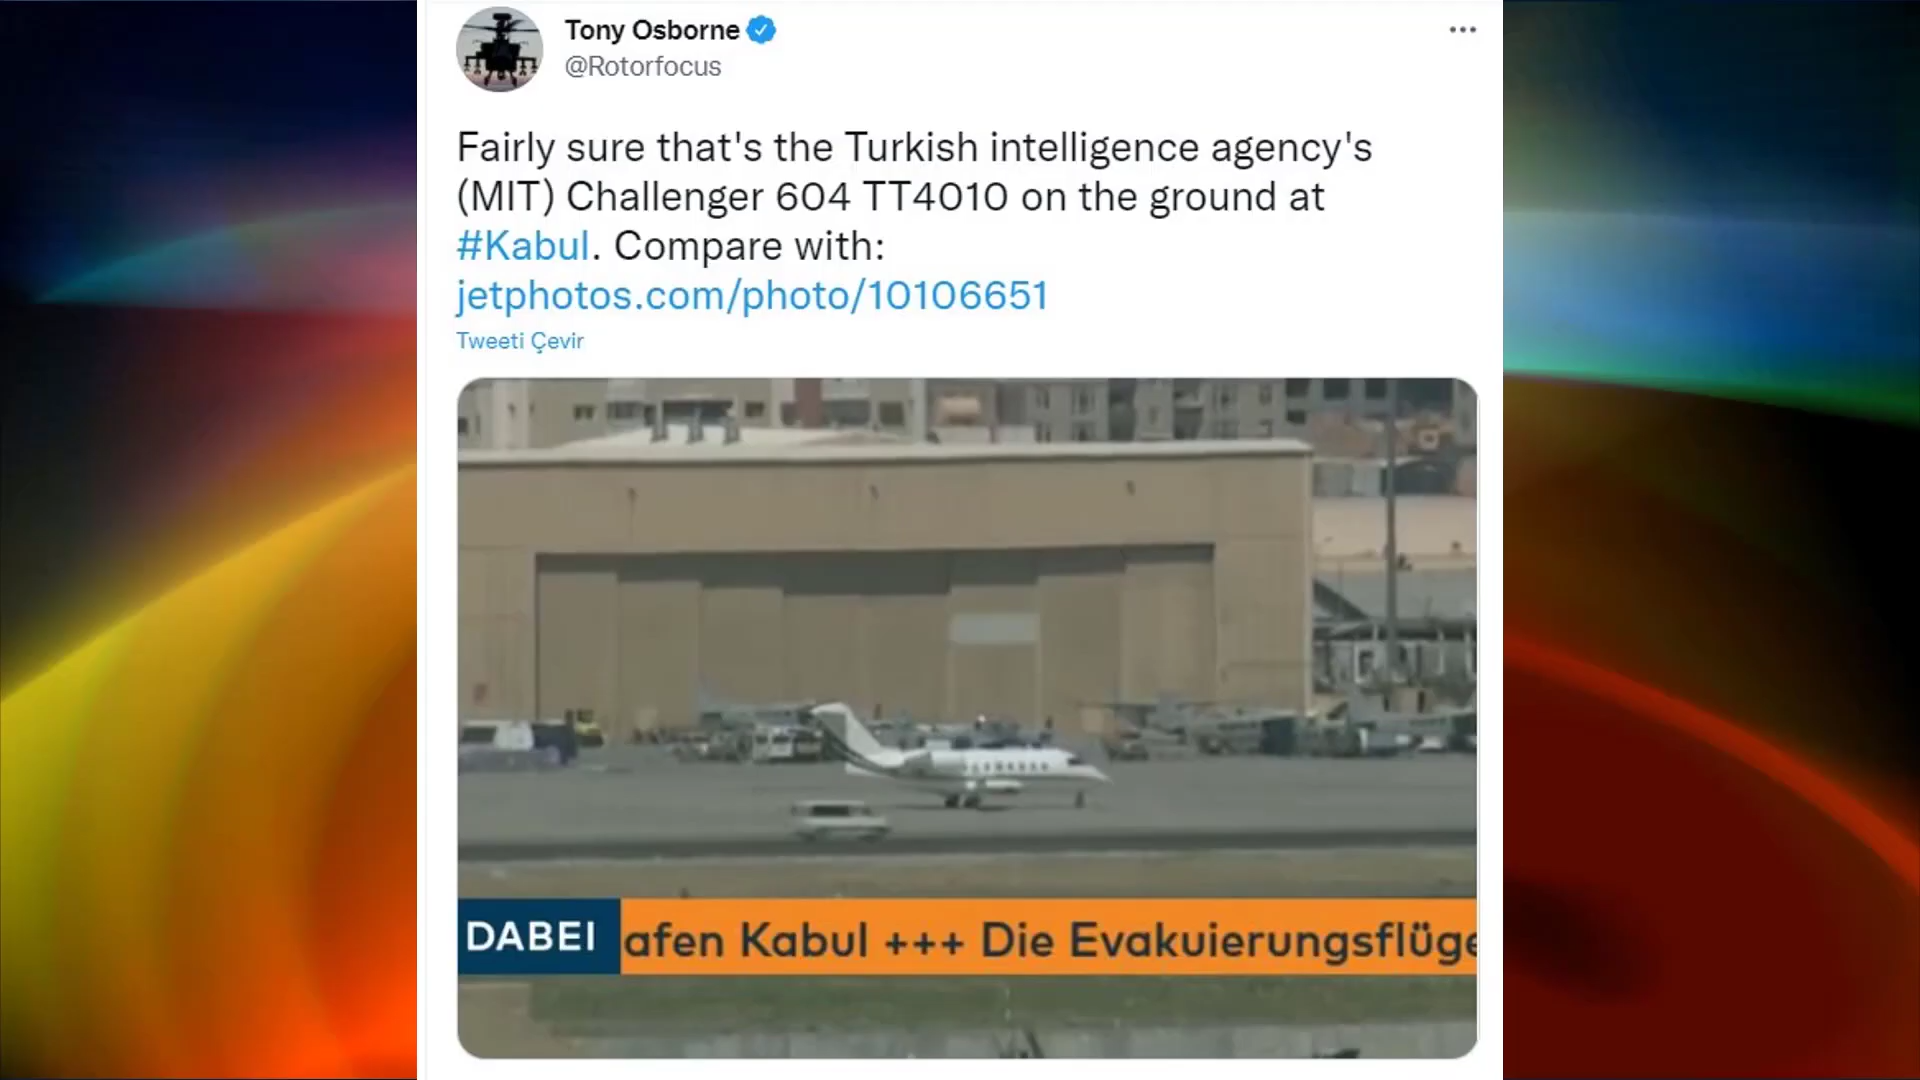 Tony Osborne
@Rotorfocus
Fairly sure that's the Turkish intelligence agency's
(MIT) Challenger 604 TT4010 on the ground at
#Kabul. Compare with:
jetphotos.com/photo/10106651
Tweeti Çevir
DABEI afen Kabul +++ Die Evakuierungsflüge